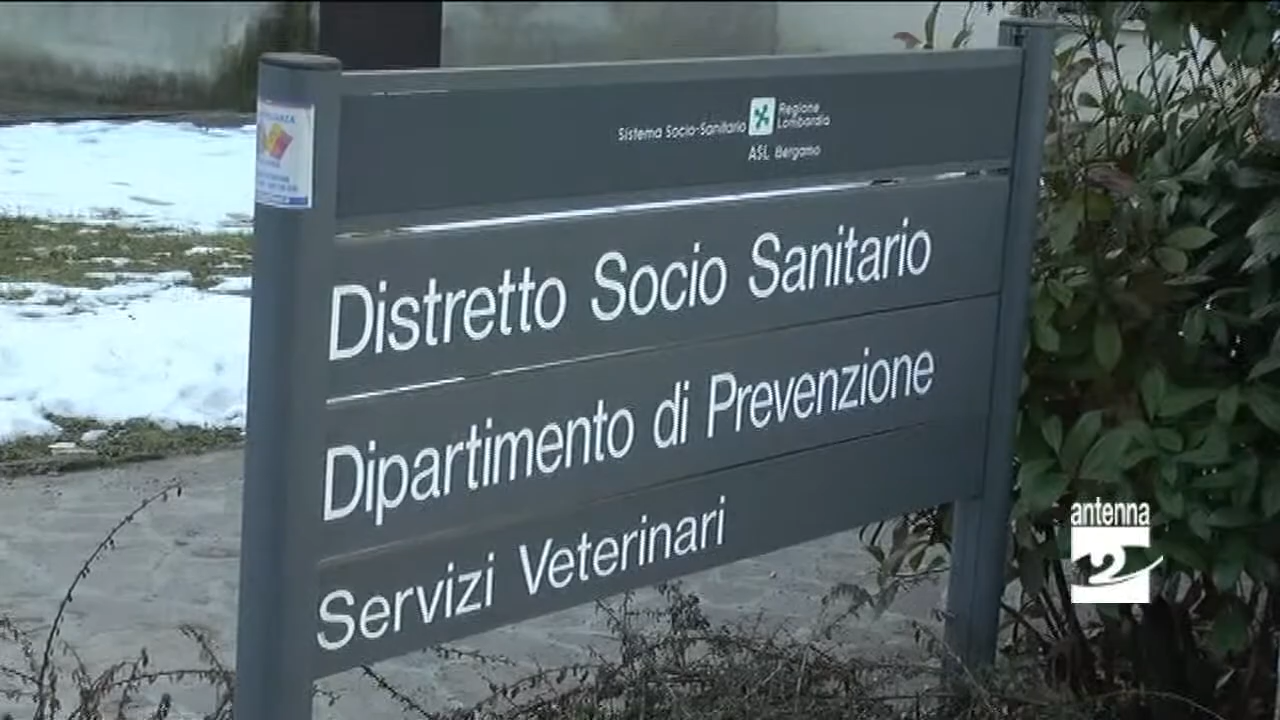 Sistema Socio-Sanitario
Regione
Lombardia
ASL Bergamo
Distretto Socio Sanitario
Dipartimento di Prevenzione
Servizi Veterinari
antenna
2